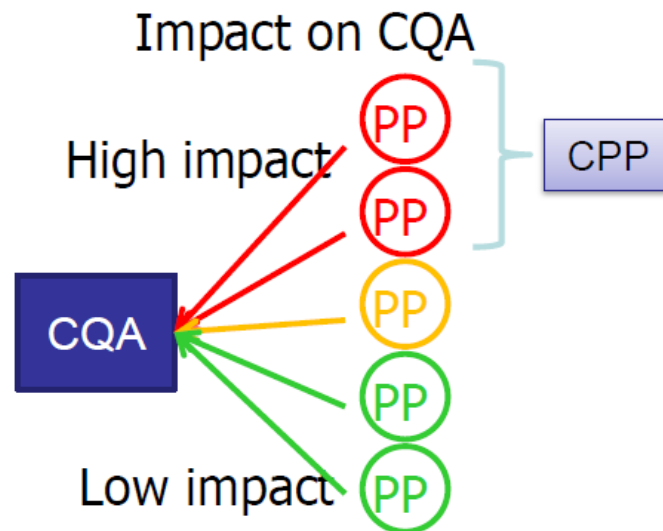 Impact on CQA
PP
High impact
CPP
PP
PP
CQA
PP
Low impact
PP